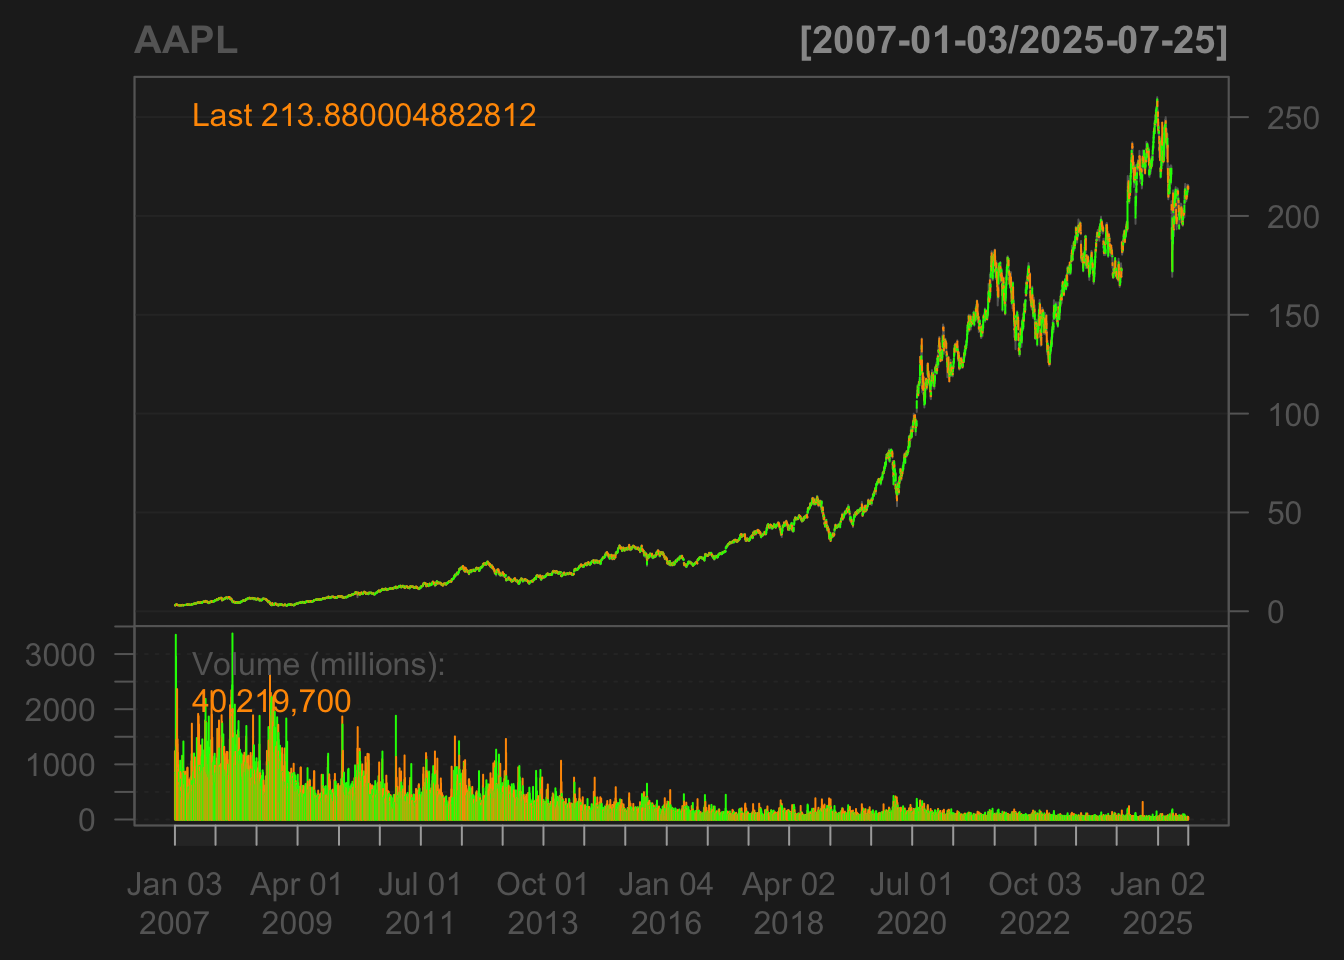 AAPL [2007-01-03/2025-07-25]
Last 213.880004882812
250
200
150
100
50
0
Volume (millions):
40,219,700
3000
2000
1000
0
Jan 03 Apr 01 Jul 01 Oct 01 Jan 04 Apr 02 Jul 01 Oct 03 Jan 02
2007 2009 2011 2013 2016 2018 2020 2022 2025